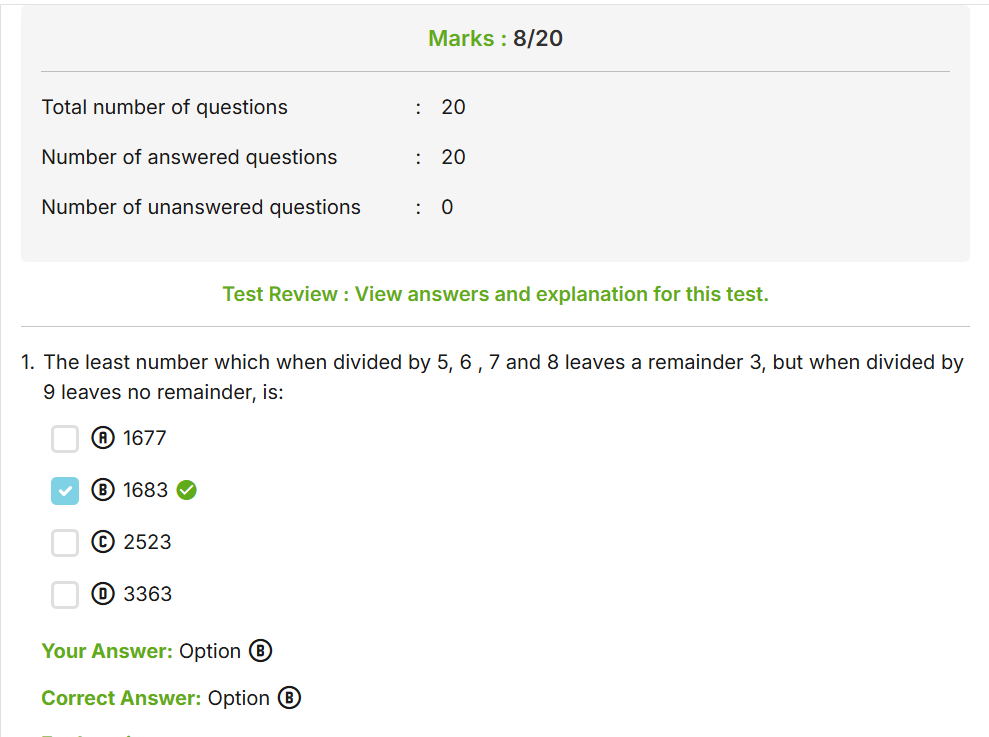 Marks : 8/20
Total number of questions : 20
Number of answered questions : 20
Number of unanswered questions : 0
Test Review : View answers and explanation for this test.
1. The least number which when divided by 5, 6 , 7 and 8 leaves a remainder 3, but when divided by
9 leaves no remainder, is:
A 1677
B 1683
C 2523
D 3363
Your Answer: Option B
Correct Answer: Option B